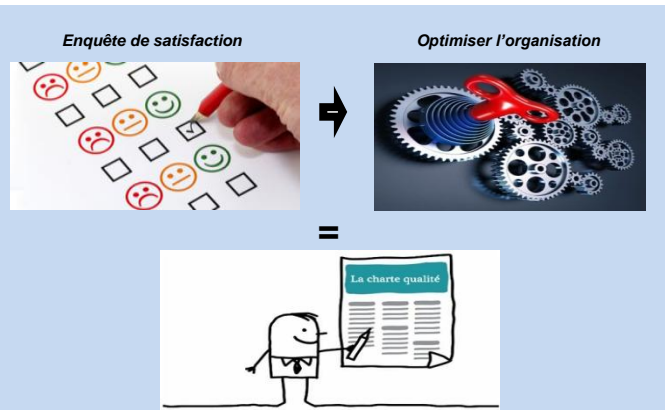 Enquête de satisfaction
Optimiser l’organisation
=
La charte qualité